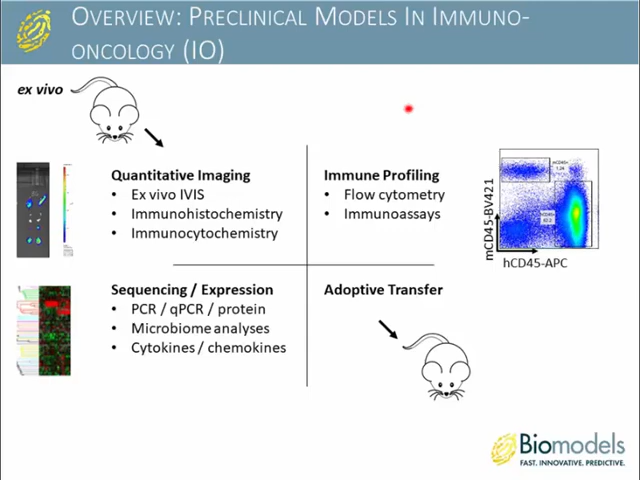 OVERVIEW: PRECLINICAL MODELS IN IMMUNO-
ONCOLOGY (IO)
ex vivo
Quantitative Imaging
• Ex vivo IVIS
• Immunohistochemistry
• Immunocytochemistry
Immune Profiling
• Flow cytometry
• Immunoassays
mCD45-BV421
mCD45+
hCD45-APC
Sequencing / Expression
• PCR / qPCR / protein
• Microbiome analyses
• Cytokines / chemokines
Adoptive Transfer
Biomodels
FAST. INNOVATIVE. PREDICTIVE.